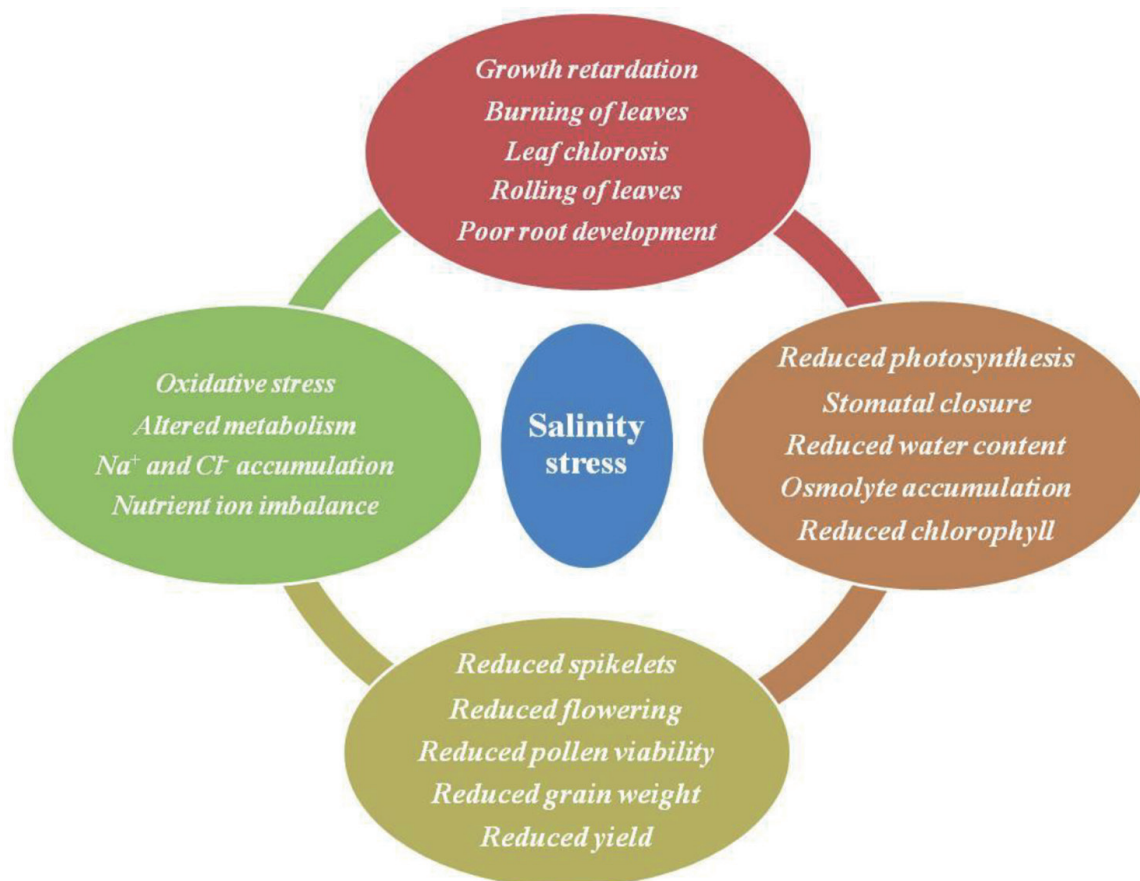 Growth retardation
Burning of leaves
Leaf chlorosis
Rolling of leaves
Poor root development
Oxidative stress
Altered metabolism
Na⁺ and Cl⁻ accumulation
Nutrient ion imbalance
Salinity
stress
Reduced photosynthesis
Stomatal closure
Reduced water content
Osmolyte accumulation
Reduced chlorophyll
Reduced spikelets
Reduced flowering
Reduced pollen viability
Reduced grain weight
Reduced yield